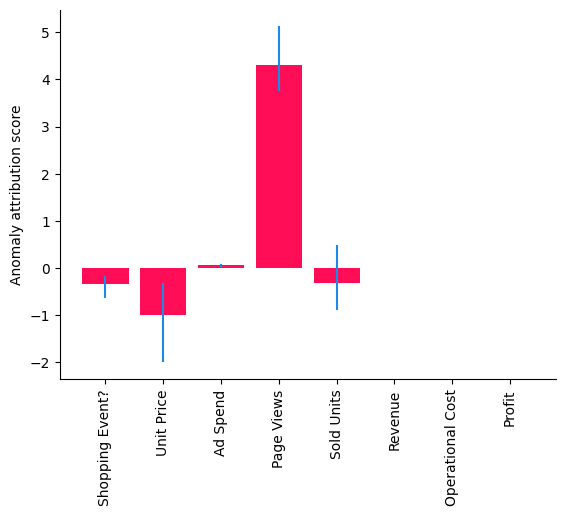 Anomaly attribution score
5
4
3
2
1
0
−1
−2
Shopping Event?
Unit Price
Ad Spend
Page Views
Sold Units
Revenue
Operational Cost
Profit